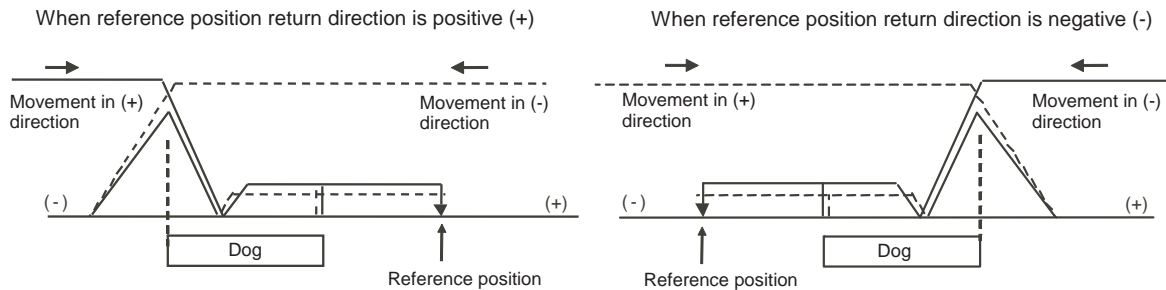 When reference position return direction is positive (+)
Movement in (+)
direction
Movement in (-)
direction
(-)
(+)
Dog
Reference position
When reference position return direction is negative (-)
Movement in (+)
direction
Movement in (-)
direction
(-)
(+)
Dog
Reference position